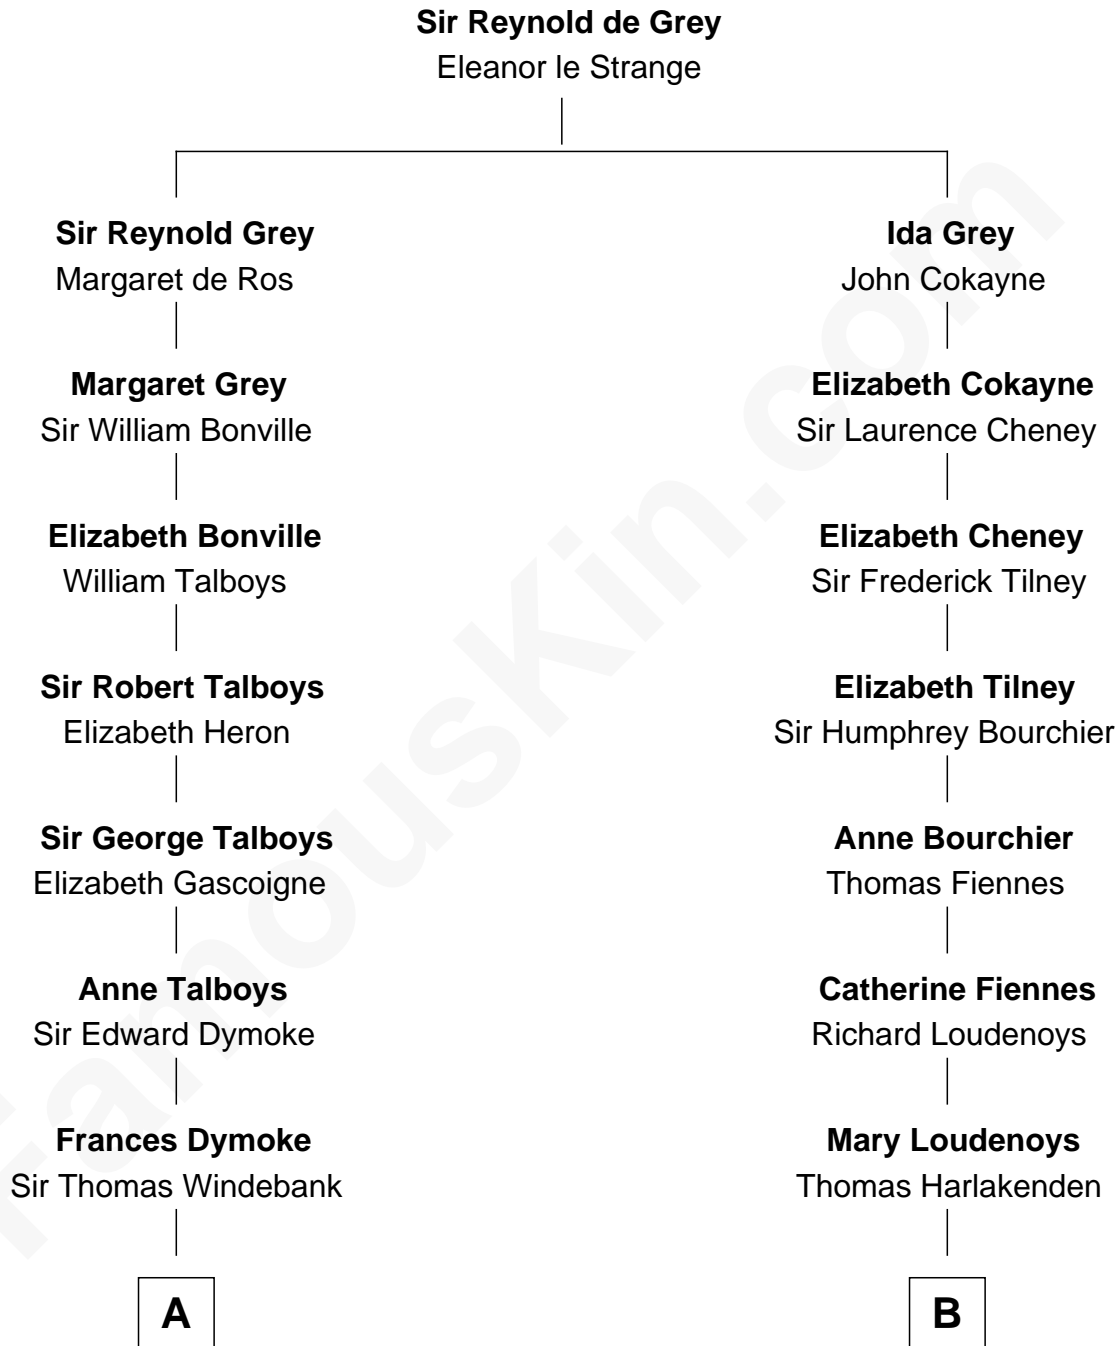 Sir Reynold de Grey
Eleanor le Strange
Sir Reynold Grey
Margaret de Ros
Ida Grey
John Cokayne
Margaret Grey
Sir William Bonville
Elizabeth Cokayne
Sir Laurence Cheney
Elizabeth Bonville
William Talboys
Elizabeth Cheney
Sir Frederick Tilney
Sir Robert Talboys
Elizabeth Heron
Elizabeth Tilney
Sir Humphrey Bourchier
Sir George Talboys
Elizabeth Gascoigne
Anne Bourchier
Thomas Fiennes
Anne Talboys
Sir Edward Dymoke
Catherine Fiennes
Richard Loudenoys
Frances Dymoke
Sir Thomas Windebank
Mary Loudenoys
Thomas Harlakenden
A
B
FamousKin.com